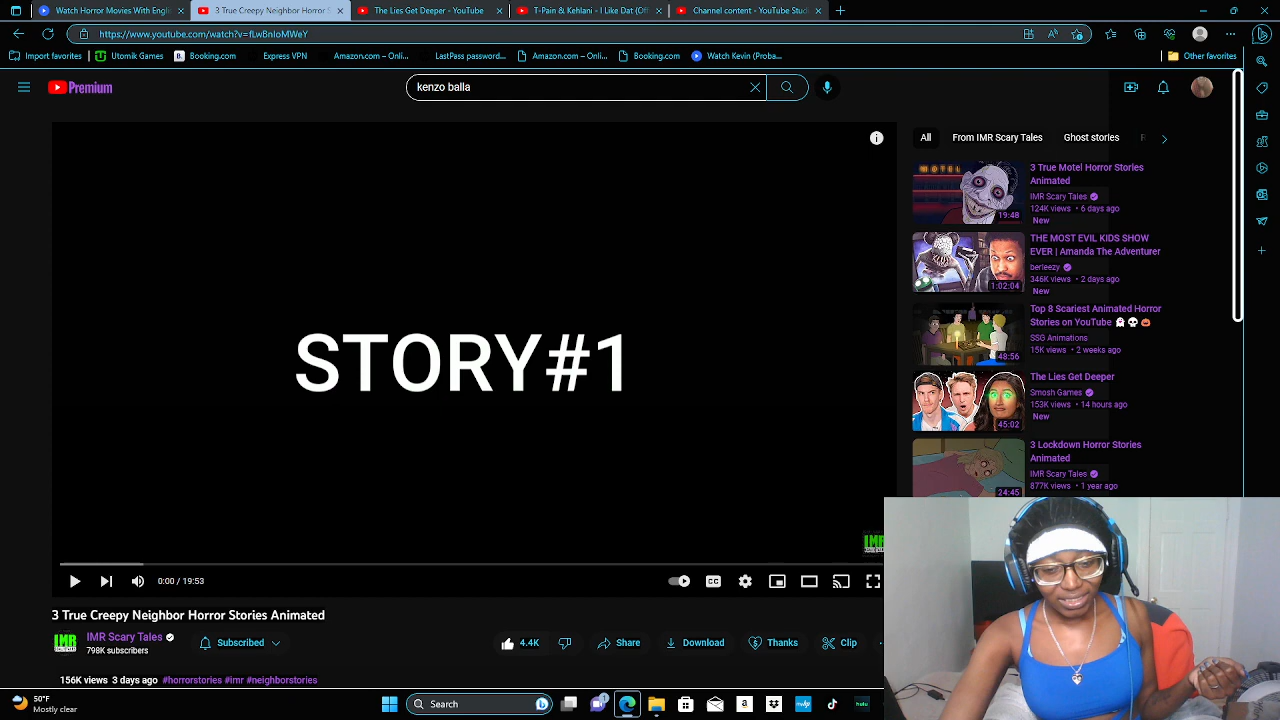 Watch Horror Movies With Engli
3 True Creepy Neighbor Horror S
The Lies Get Deeper - YouTube
T-Pain & Kehlani - I Like Dat (Of
Channel content - YouTube Stud
https://www.youtube.com/watch?v=fLwBnIoMWeY
Import favorites
Utomik Games
Booking.com
Express VPN
Amazon.com – Onli...
LastPass password...
Amazon.com – Onli...
Booking.com
Watch Kevin (Proba...
Other favorites
Premium
kenzo balla
STORY#1
All
From IMR Scary Tales
Ghost stories
3 True Motel Horror Stories
Animated
IMR Scary Tales
124K views • 6 days ago
New
MOTEL
19:48
THE MOST EVIL KIDS SHOW
EVER | Amanda The Adventurer
berleezy
346K views • 2 days ago
New
1:02:04
Top 8 Scariest Animated Horror
Stories on YouTube
SSG Animations
15K views • 2 weeks ago
48:56
The Lies Get Deeper
Smosh Games
153K views • 14 hours ago
New
45:02
3 Lockdown Horror Stories
Animated
IMR Scary Tales
877K views • 1 year ago
24:45
IMR
0:00 / 19:53
CC
3 True Creepy Neighbor Horror Stories Animated
IMR
IMR Scary Tales
798K subscribers
Subscribed
4.4K
Share
Download
Thanks
Clip
156K views 3 days ago #horrorstories #imr #neighborstories
50°F
Mostly clear
Search
hulu